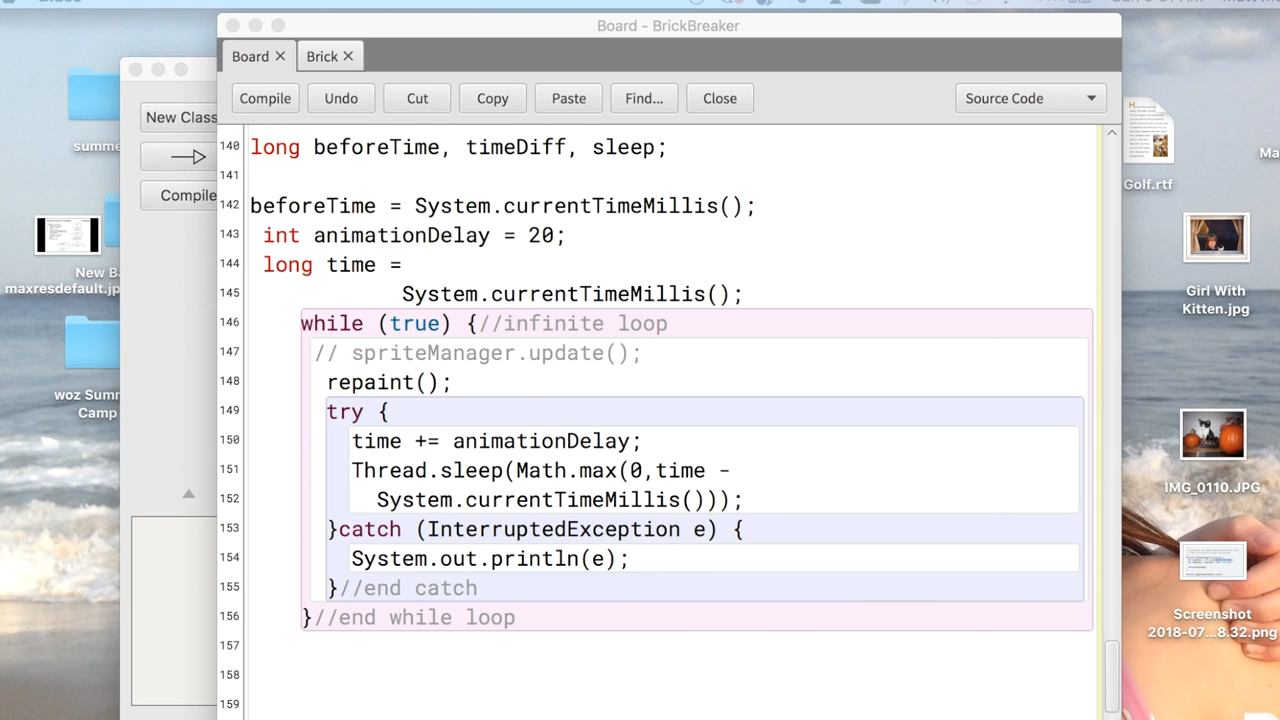 Board - BrickBreaker
Board ✕
Brick ✕
Compile
Undo
Cut
Copy
Paste
Find...
Close
Source Code
New Class
Compile
140 long beforeTime, timeDiff, sleep;
141
142 beforeTime = System.currentTimeMillis();
143 int animationDelay = 20;
144 long time =
145 System.currentTimeMillis();
146 while (true) {//infinite loop
147 // spriteManager.update();
148 repaint();
149 try {
150 time += animationDelay;
151 Thread.sleep(Math.max(0,time -
152 System.currentTimeMillis()));
153 }catch (InterruptedException e) {
154 System.out.println(e);
155 }//end catch
156 }//end while loop
157
158
159
summe
New Ba
maxresdefault.jp
woz Sum
Camp
Golf.rtf
Ma
Girl With
Kitten.jpg
IMG_0110.JPG
Screenshot
2018-07...8.32.png